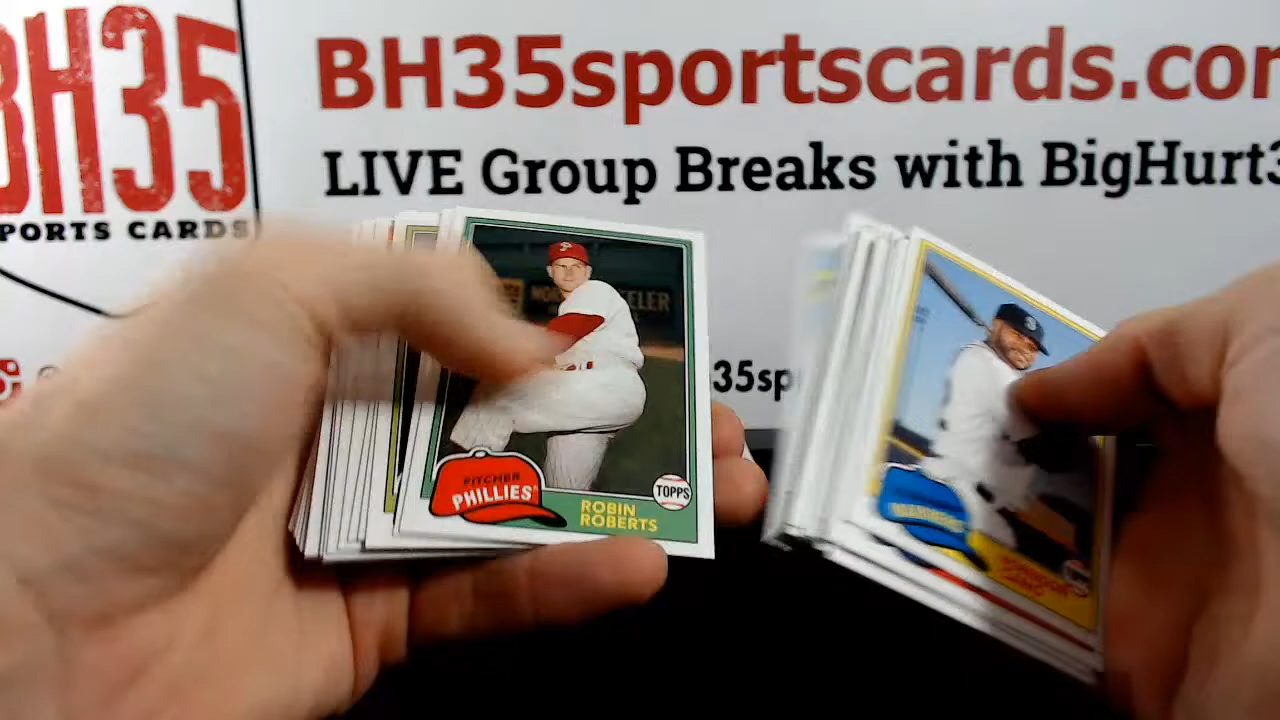 BH35
SPORTS CARDS
BH35sportscards.com
LIVE Group Breaks with BigHurt3
35sp
P
PITCHER
PHILLIES
ROBIN
ROBERTS
TOPPS
S